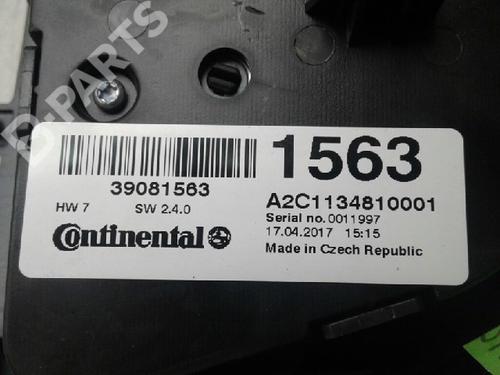 D-PARTS
1563
39081563
HW 7 SW 2.4.0
Continental
A2C1134810001
Serial no.0011997
17.04.2017 15:15
Made in Czech Republic